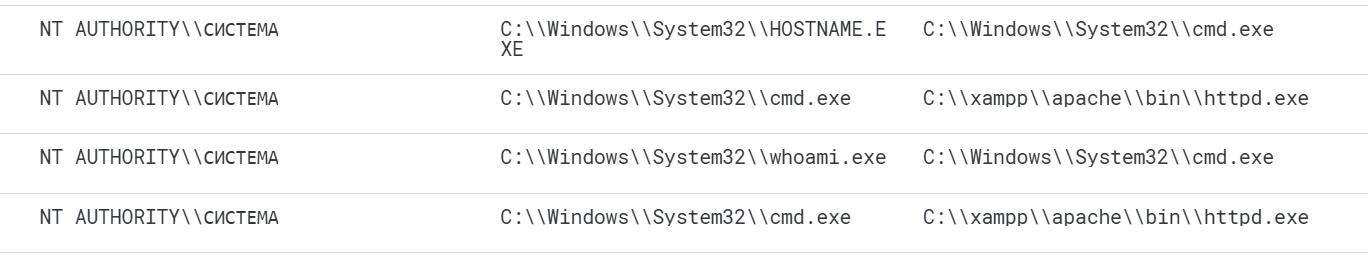 NT AUTHORITY\\СИСТЕМА C:\\Windows\\System32\\HOSTNAME.E C:\\Windows\\System32\\cmd.exe
XE
NT AUTHORITY\\СИСТЕМА C:\\Windows\\System32\\cmd.exe C:\\xampp\\apache\\bin\\httpd.exe
NT AUTHORITY\\СИСТЕМА C:\\Windows\\System32\\whoami.exe C:\\Windows\\System32\\cmd.exe
NT AUTHORITY\\СИСТЕМА C:\\Windows\\System32\\cmd.exe C:\\xampp\\apache\\bin\\httpd.exe